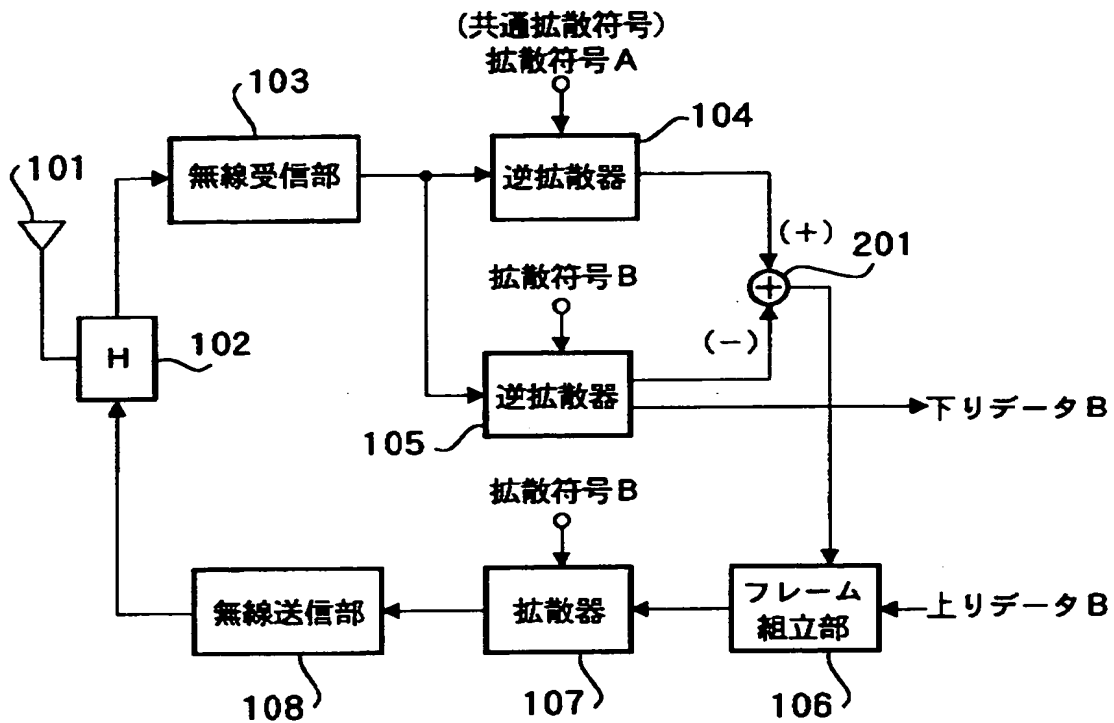 (共通拡散符号)
拡散符号A
103
104
101
無線受信部
逆拡散器
(+)
201
拡散符号B
+
H
102
(-)
逆拡散器
下りデータB
105
拡散符号B
無線送信部
拡散器
フレーム
組立部
上りデータB
108
107
106